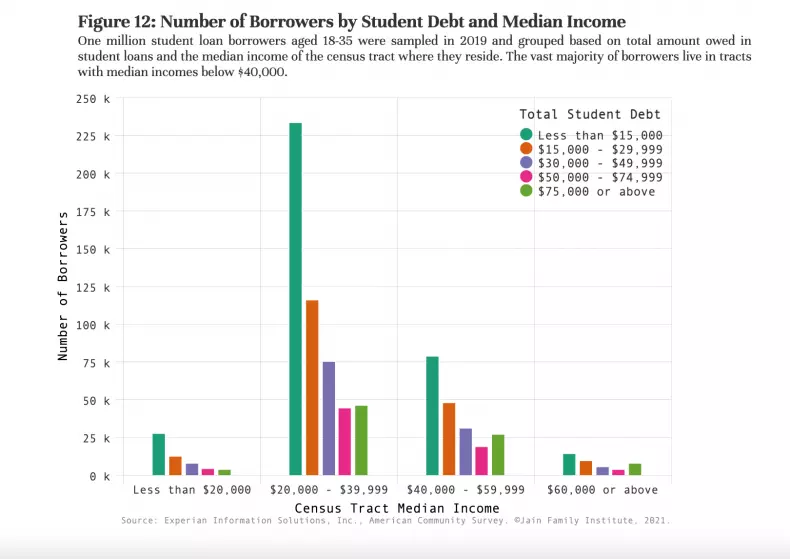 Figure 12: Number of Borrowers by Student Debt and Median Income
One million student loan borrowers aged 18-35 were sampled in 2019 and grouped based on total amount owed in
student loans and the median income of the census tract where they reside. The vast majority of borrowers live in tracts
with median incomes below $40,000.
250 k
225 k
200 k
175 k
150 k
125 k
100 k
75 k
50 k
25 k
0 k
Number of Borrowers
Total Student Debt
Less than $15,000
$15,000 - $29,999
$30,000 - $49,999
$50,000 - $74,999
$75,000 or above
Less than $20,000 $20,000 - $39,999 $40,000 - $59,999 $60,000 or above
Census Tract Median Income
Source: Experian Information Solutions, Inc., American Community Survey. ©Jain Family Institute, 2021.